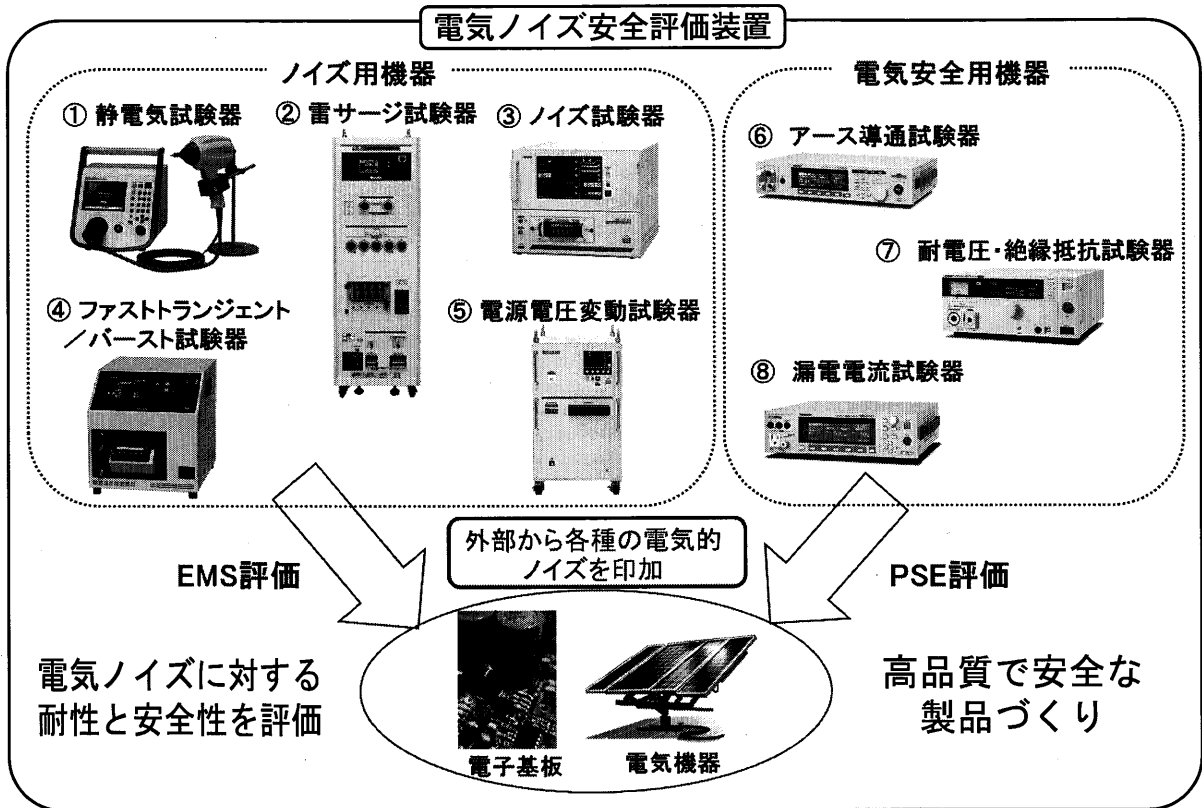 電気ノイズ安全評価装置
ノイズ用機器
① 静電気試験器
② 雷サージ試験器
③ ノイズ試験器
④ ファストトランジェント
／バースト試験器
⑤ 電源電圧変動試験器
電気安全用機器
⑥ アース導通試験器
⑦ 耐電圧・絶縁抵抗試験器
⑧ 漏電電流試験器
外部から各種の電気的
ノイズを印加
EMS評価
PSE評価
電気ノイズに対する
耐性と安全性を評価
電子基板
電気機器
高品質で安全な
製品づくり